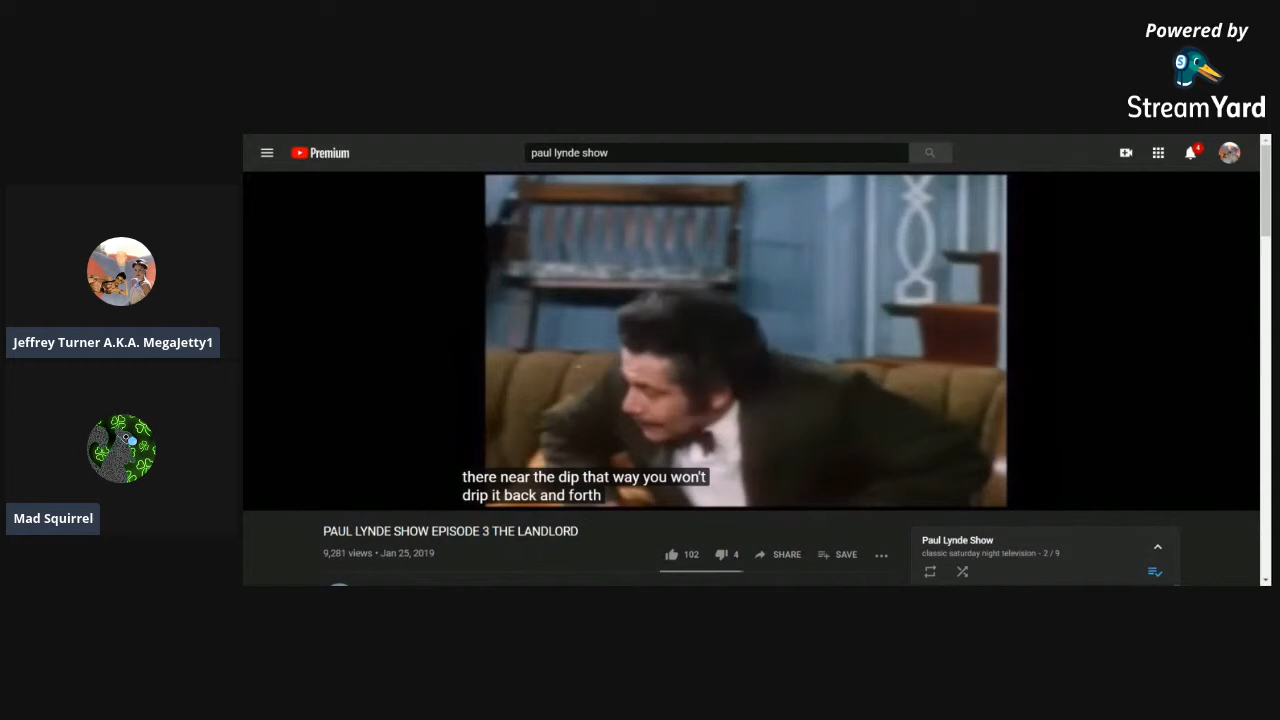 Powered by
StreamYard
Premium
paul lynde show
4
Jeffrey Turner A.K.A. MegaJetty1
Mad Squirrel
there near the dip that way you won't
drip it back and forth
PAUL LYNDE SHOW EPISODE 3 THE LANDLORD
9,281 views • Jan 25, 2019
102
4
SHARE
SAVE
Paul Lynde Show
classic saturday night television - 2 / 9